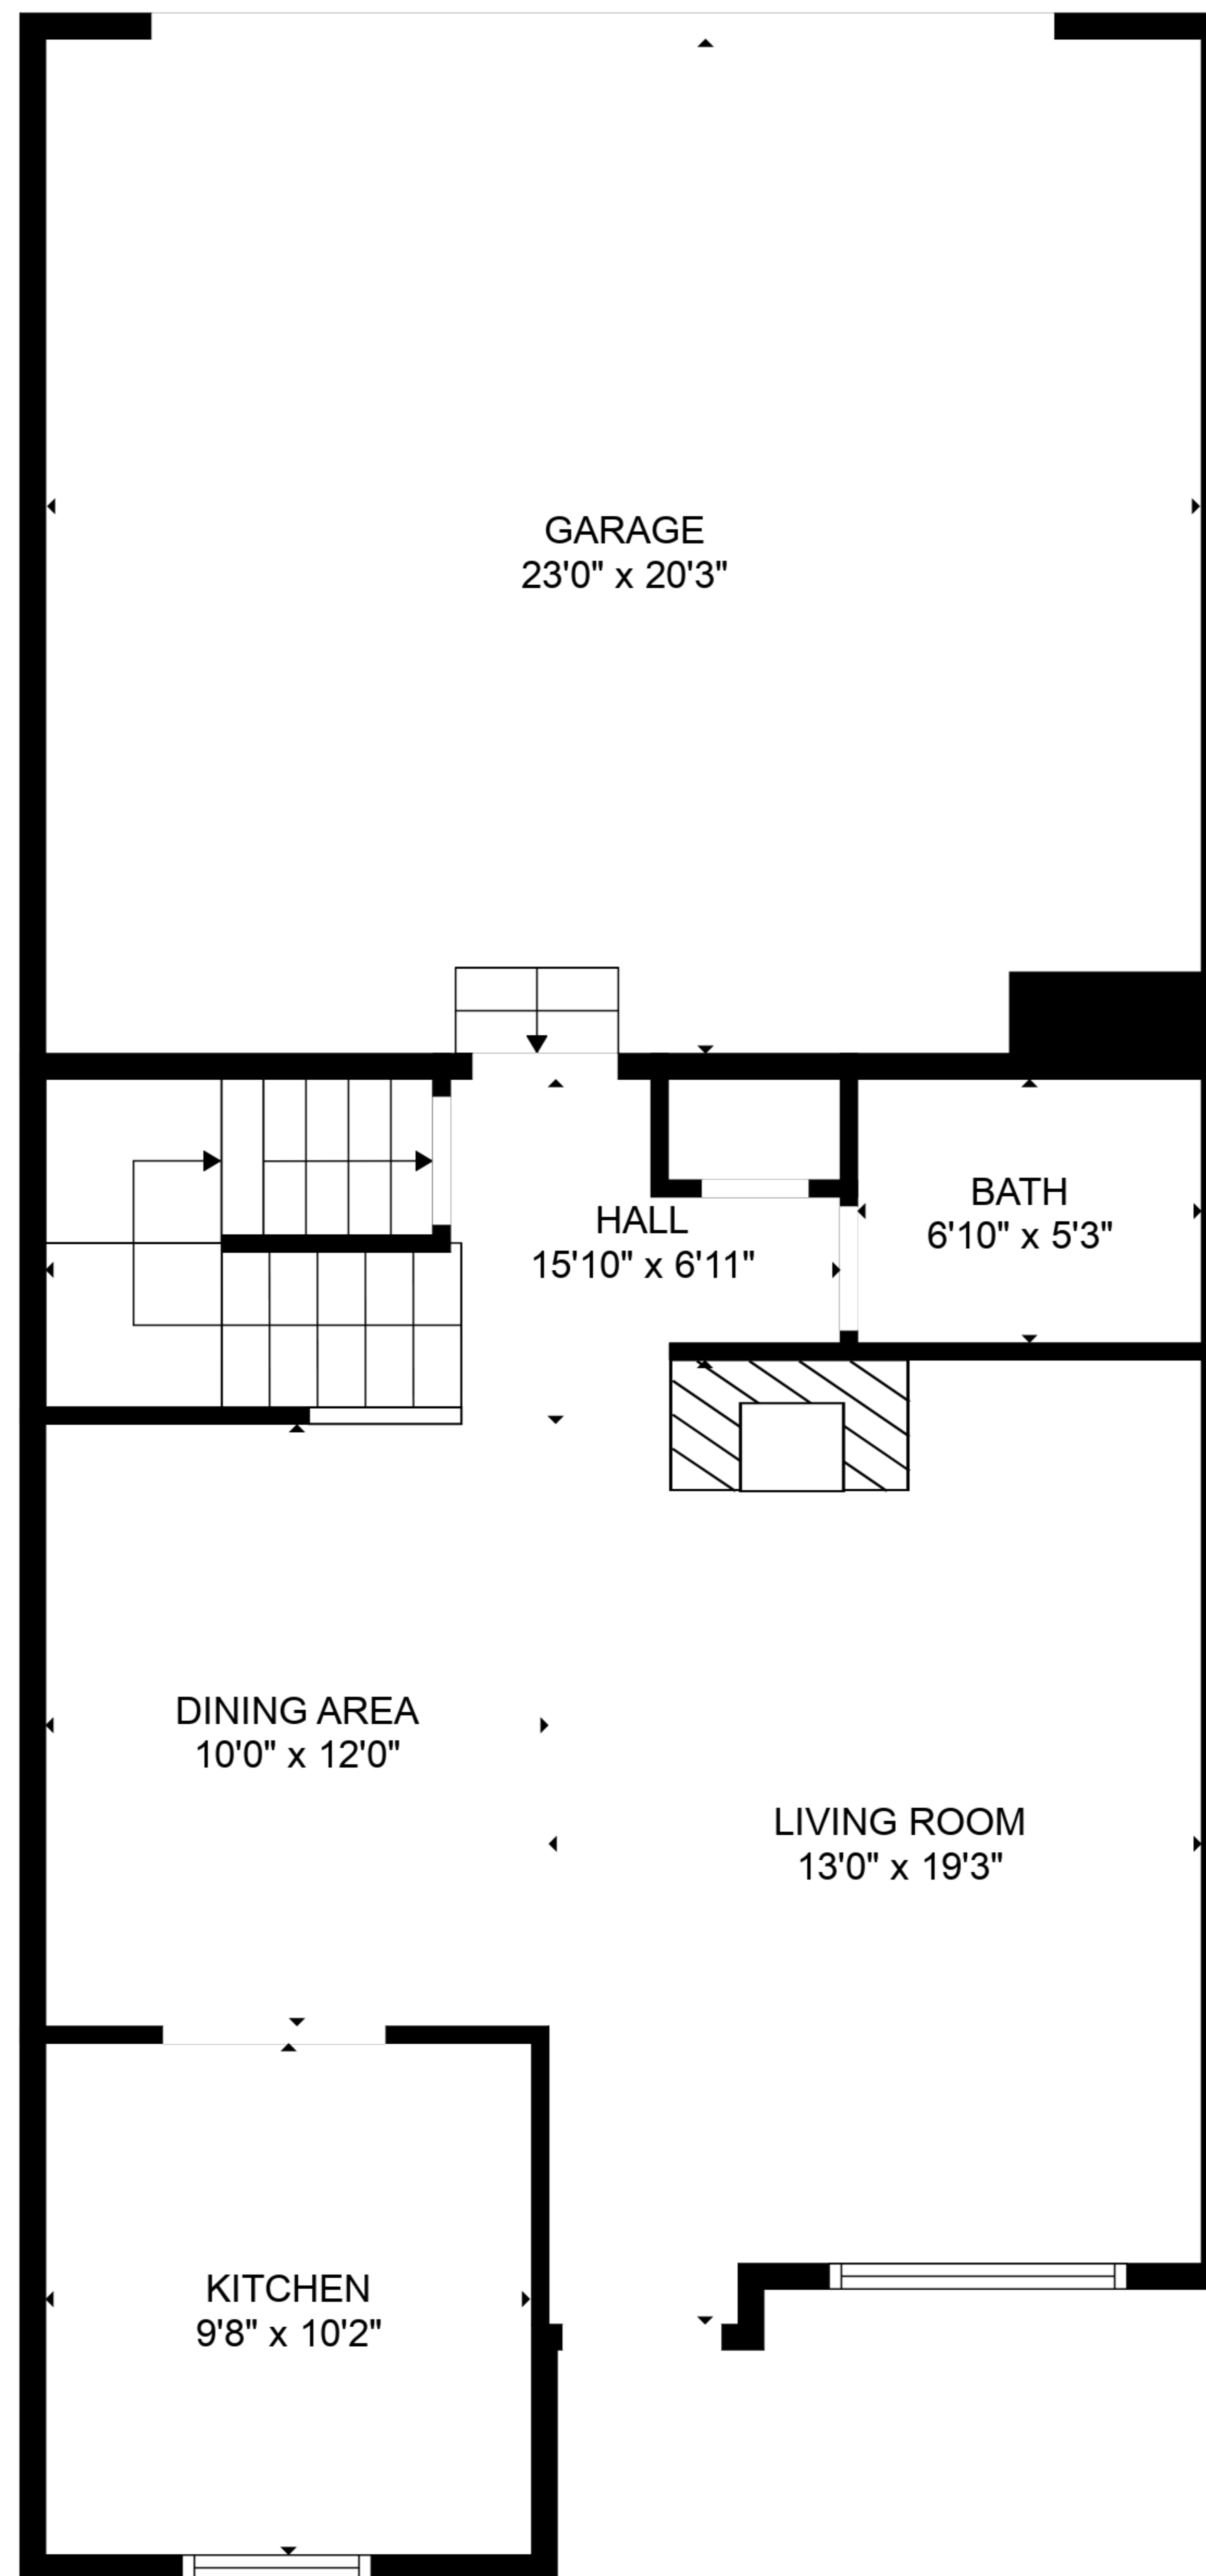 GARAGE
23'0" x 20'3"
HALL
15'10" x 6'11"
BATH
6'10" x 5'3"
DINING AREA
10'0" x 12'0"
LIVING ROOM
13'0" x 19'3"
KITCHEN
9'8" x 10'2"